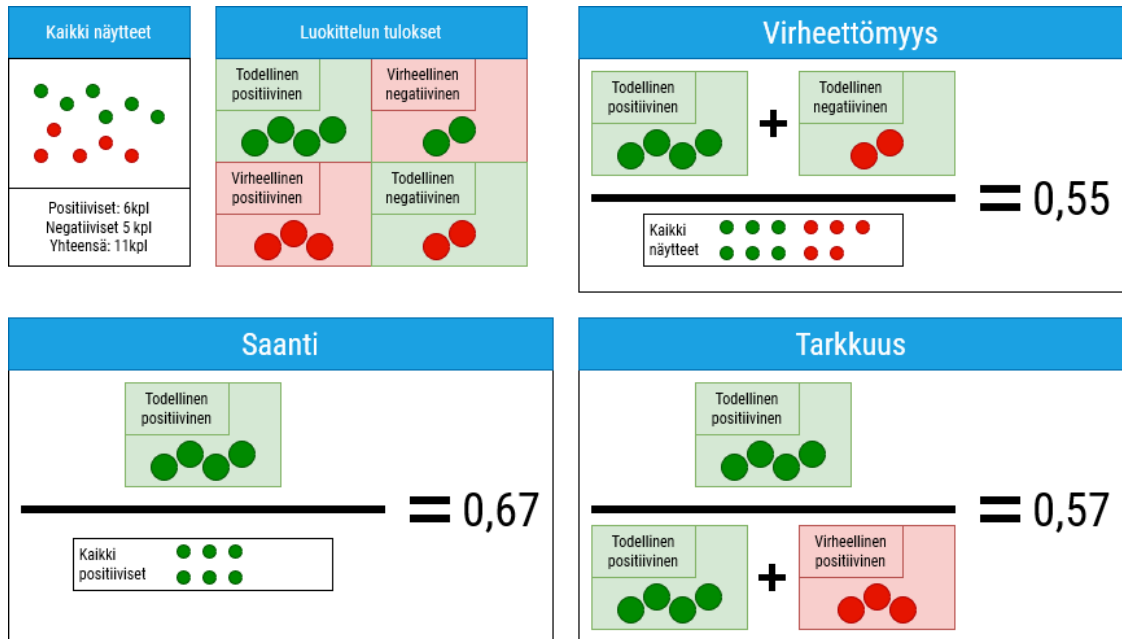 Kaikki näytteet
Positiiviset: 6kpl
Negatiiviset 5 kpl
Yhteensä: 11kpl
Luokittelun tulokset
Todellinen
positiivinen
Virheellinen
negatiivinen
Virheellinen
positiivinen
Todellinen
negatiivinen
Virheettömyys
Todellinen
positiivinen
+
Todellinen
negatiivinen
Kaikki
näytteet
= 0,55
Saanti
Todellinen
positiivinen
Kaikki
positiiviset
= 0,67
Tarkkuus
Todellinen
positiivinen
Todellinen
positiivinen
+
Virheellinen
positiivinen
= 0,57